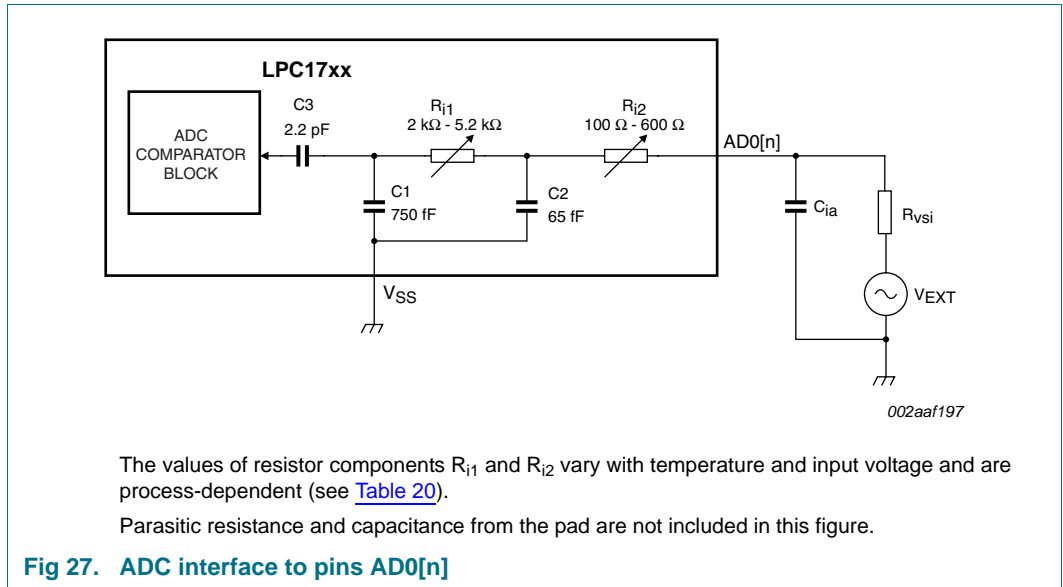 LPC17xx
ADC
COMPARATOR
BLOCK
C3
2.2 pF
Ri1
2 kΩ - 5.2 kΩ
Ri2
100 Ω - 600 Ω
AD0[n]
C1
750 fF
C2
65 fF
Cia
Rvsi
VEXT
VSS
002aaf197
The values of resistor components Ri1 and Ri2 vary with temperature and input voltage and are
process-dependent (see Table 20).
Parasitic resistance and capacitance from the pad are not included in this figure.
Fig 27. ADC interface to pins AD0[n]